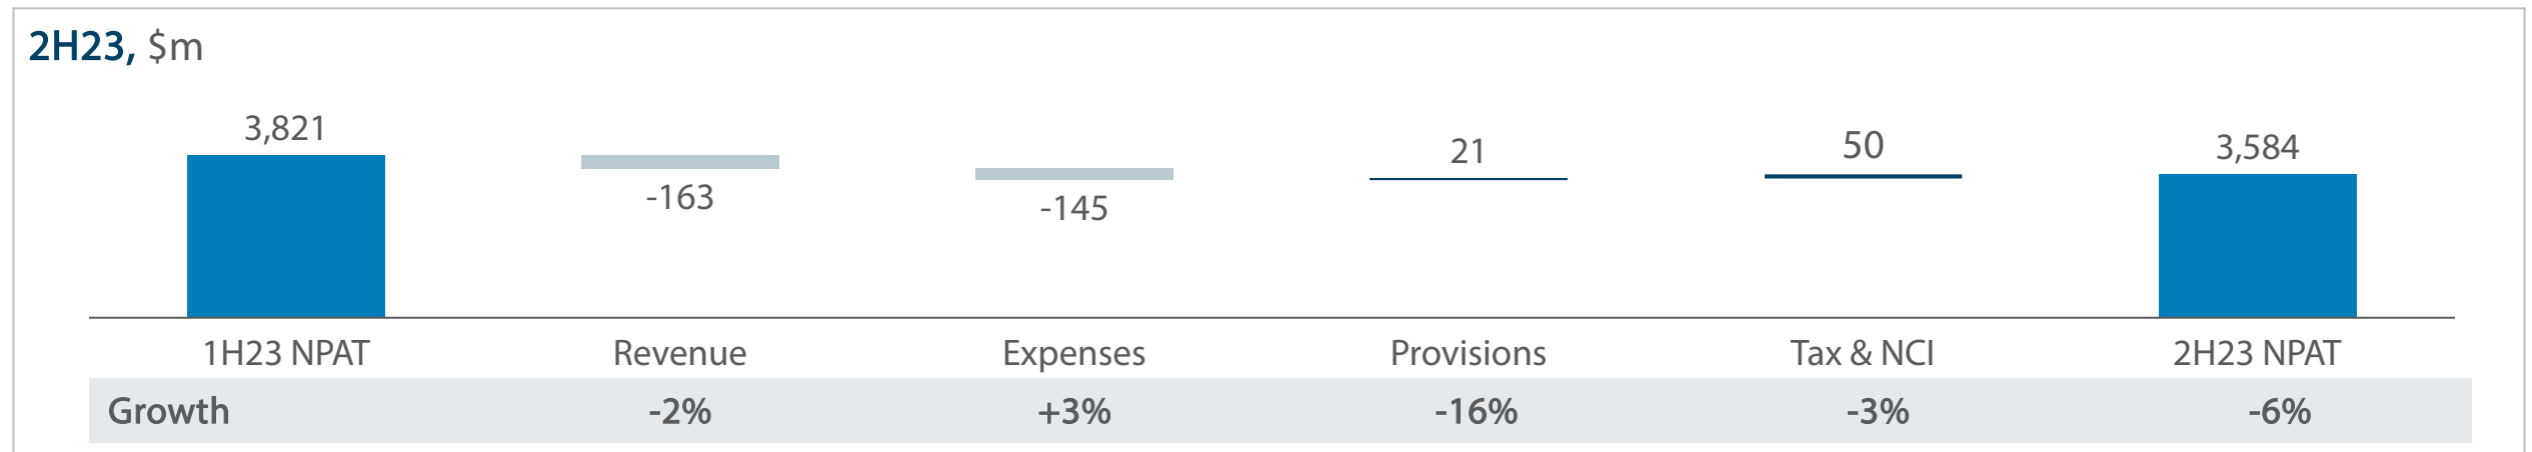 2H23, $m
3,821
-163
-145
21
50
3,584
1H23 NPAT
Revenue
Expenses
Provisions
Tax & NCI
2H23 NPAT
Growth
-2%
+3%
-16%
-3%
-6%